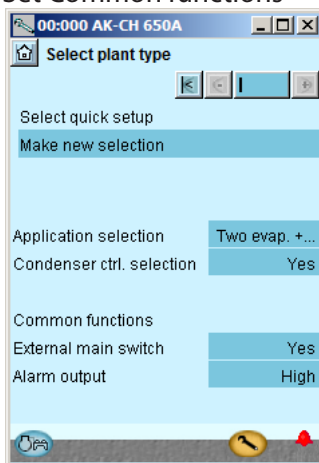 Set Common functions
00:000 AK-CH 650A
Select plant type
Select quick setup
Make new selection
Application selection Two evap. +...
Condenser ctrl. selection Yes
Common functions
External main switch Yes
Alarm output High